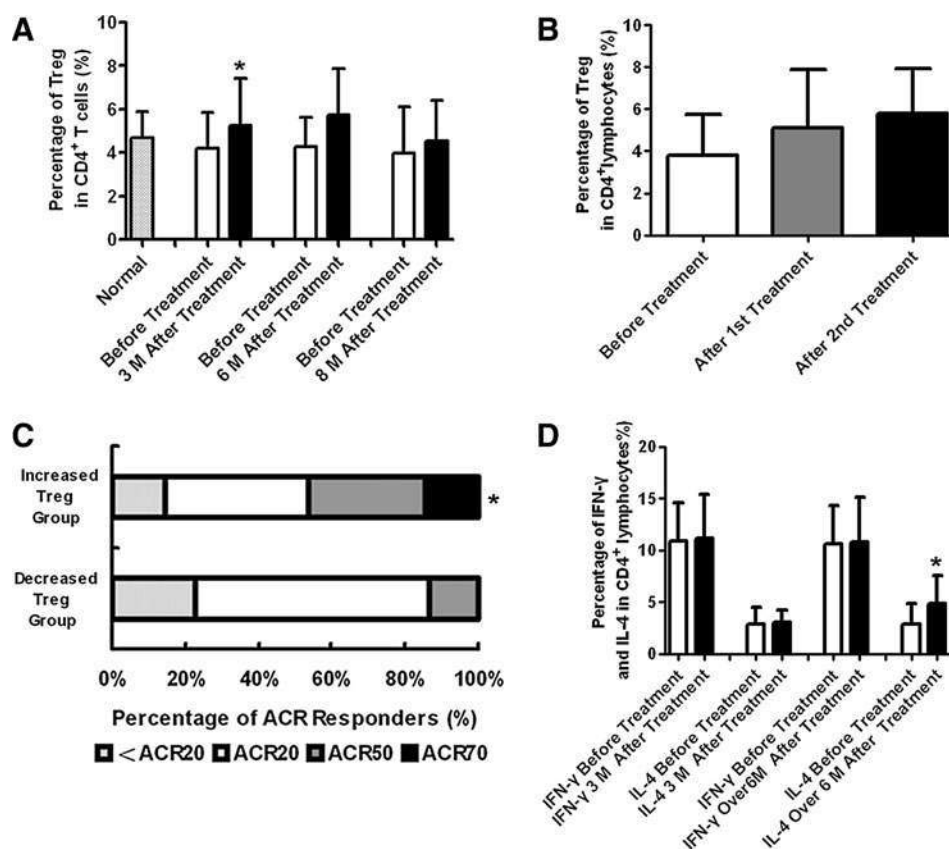 A
Percentage of Treg
in CD4+ T cells (%)
10
8
6
4
2
0
*
Normal
Before Treatment
3 M After Treatment
Before Treatment
6 M After Treatment
Before Treatment
8 M After Treatment
B
Percentage of Treg
in CD4+lymphocytes (%)
10
8
6
4
2
0
Before Treatment
After 1st Treatment
After 2nd Treatment
C
Increased
Treg
Group
*
Decreased
Treg
Group
0% 20% 40% 60% 80% 100%
Percentage of ACR Responders (%)
<ACR20 ACR20 ACR50 ACR70
D
Percentage of IFN-γ
and IL-4 in CD4+ lymphocytes%)
20
15
10
5
0
*
IFN-γ Before Treatment
IFN-γ 3 M After Treatment
IL-4 Before Treatment
IL-4 3 M After Treatment
IFN-γ Before Treatment
IFN-γ Over6M After Treatment
IL-4 Before Treatment
IL-4 Over 6 M After Treatment